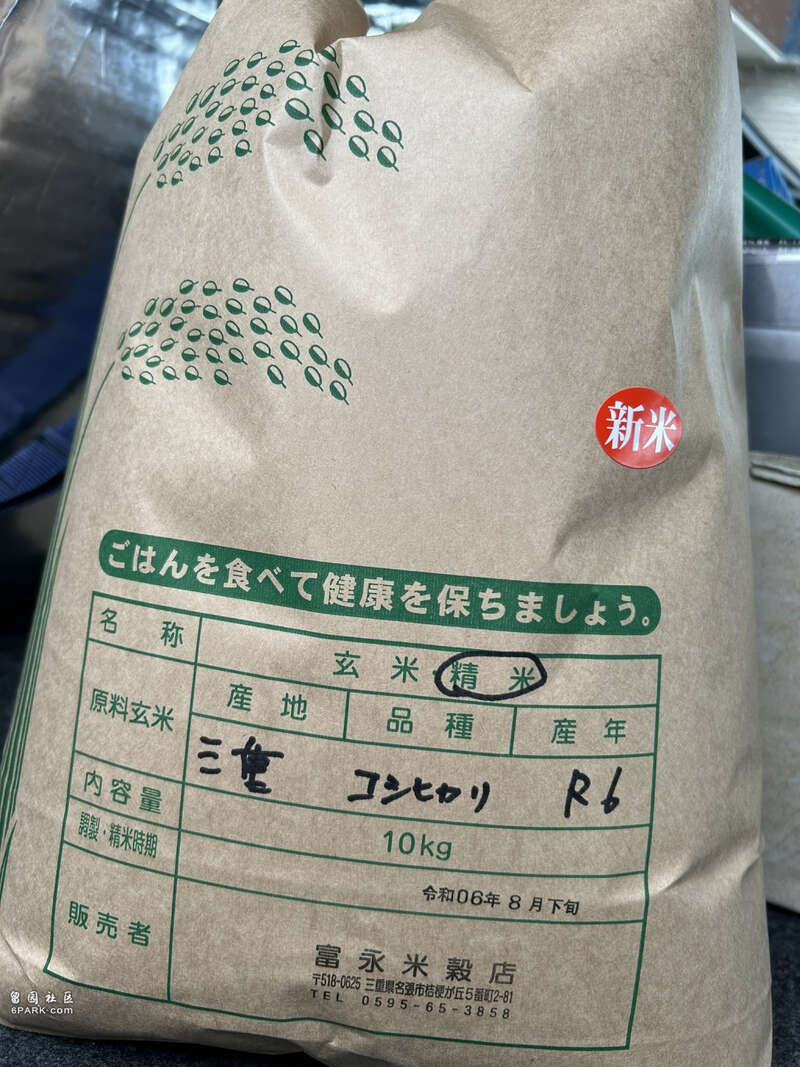 新米
ごはんを食べて健康を保ちましょう。
名称 玄米・精米
原料玄米 産地 品種 産年
三重 コシヒカリ R6
内容量 10kg
調製・精米時期 令和06年 8月下旬
販売者 富永米穀店
〒518-0625 三重県名張市桔梗が丘5番町2-81
TEL 0595-65-3858
留园社区
6PARK.com